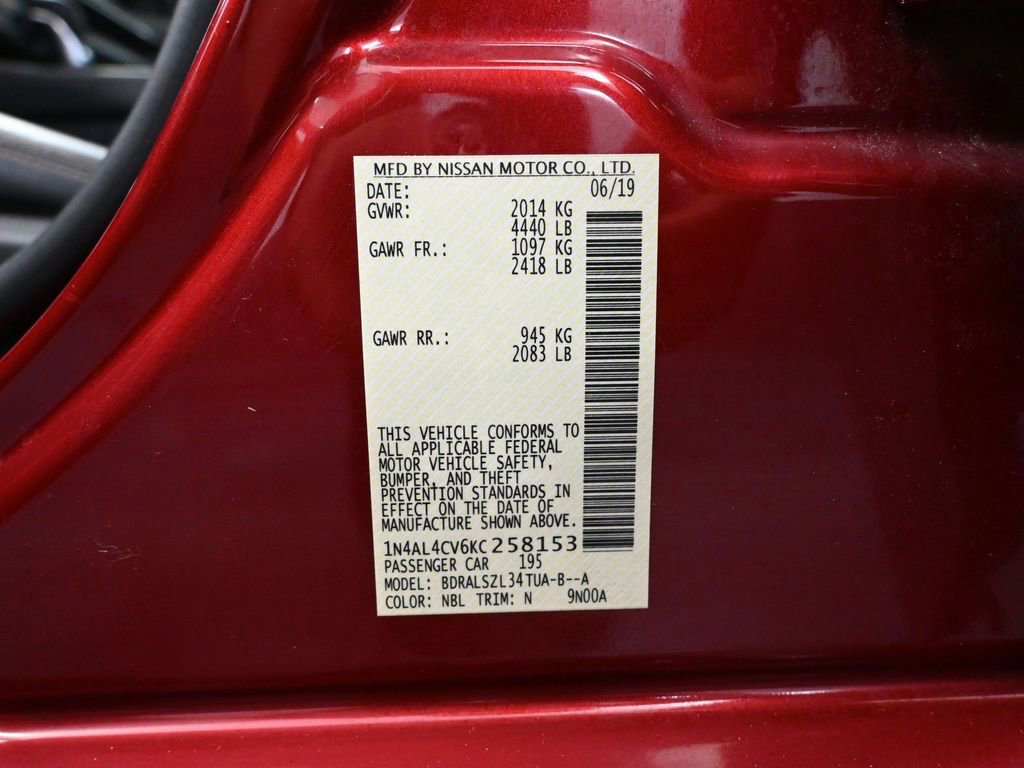 MFD BY NISSAN MOTOR CO., LTD.
DATE: 06/19
GVWR: 2014 KG
4440 LB
GAWR FR.: 1097 KG
2418 LB
GAWR RR.: 945 KG
2083 LB
THIS VEHICLE CONFORMS TO
ALL APPLICABLE FEDERAL
MOTOR VEHICLE SAFETY,
BUMPER, AND THEFT
PREVENTION STANDARDS IN
EFFECT ON THE DATE OF
MANUFACTURE SHOWN ABOVE.
1N4AL4CV6KC258153
PASSENGER CAR 195
MODEL: BDRALSZL34TUA-B--A
COLOR: NBL TRIM: N 9N00A